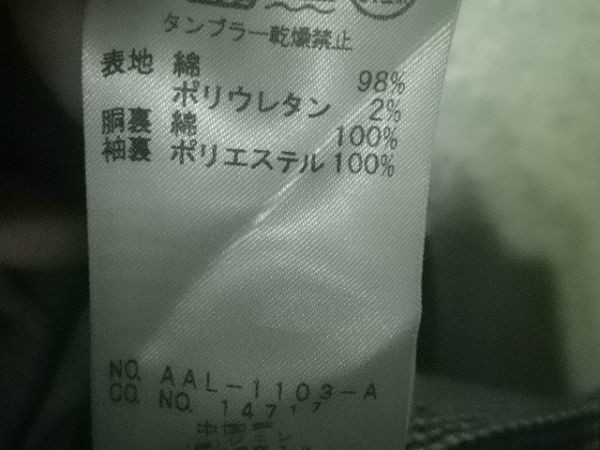 タンブラー乾燥禁止
表地 綿 98%
ポリウレタン 2%
胴裏 綿 100%
袖裏 ポリエステル 100%
NO. AAL-1103-A
CO. NO. 14717